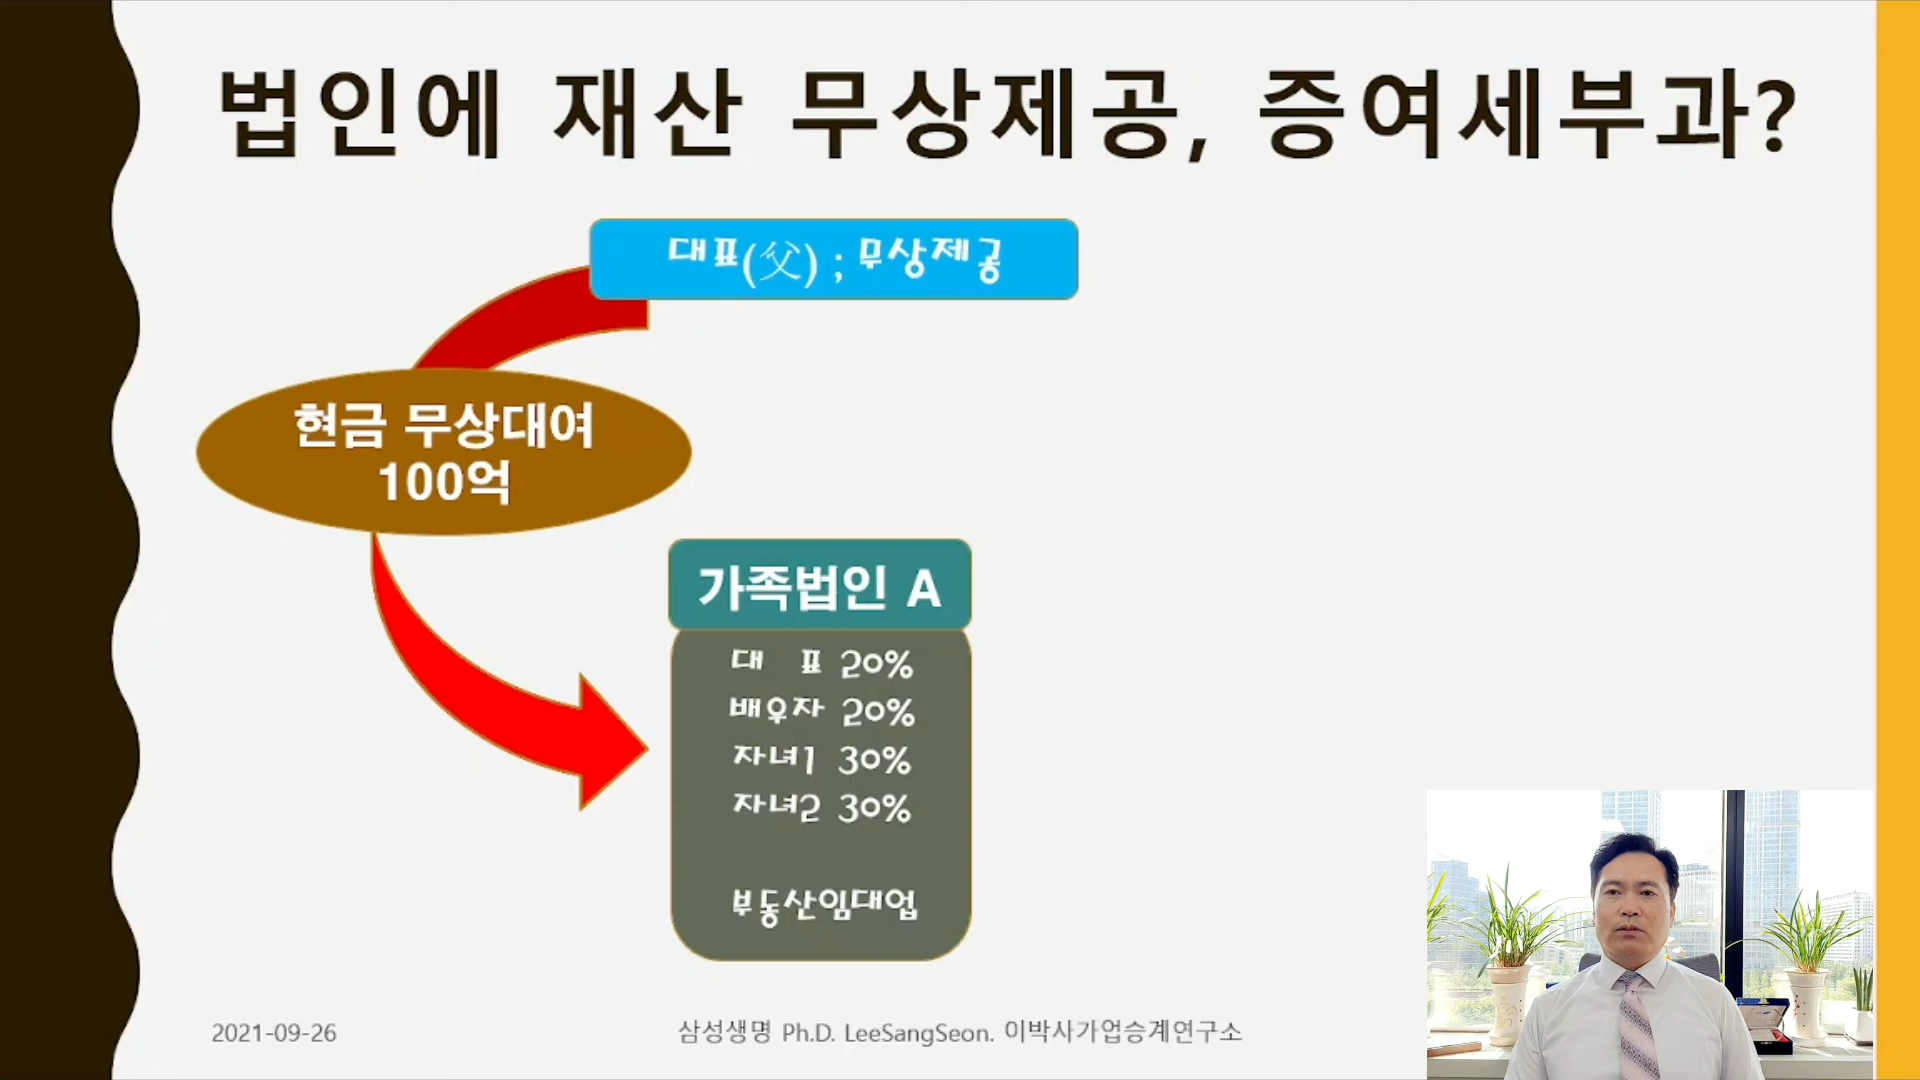 법인에 재산 무상제공, 증여세부과?
대표(父) ; 무상제공
현금 무상대여
100억
가족법인 A
대 표 20%
배우자 20%
자녀1 30%
자녀2 30%
부동산임대업
2021-09-26
삼성생명 Ph.D. LeeSangSeon. 이박사가업승계연구소